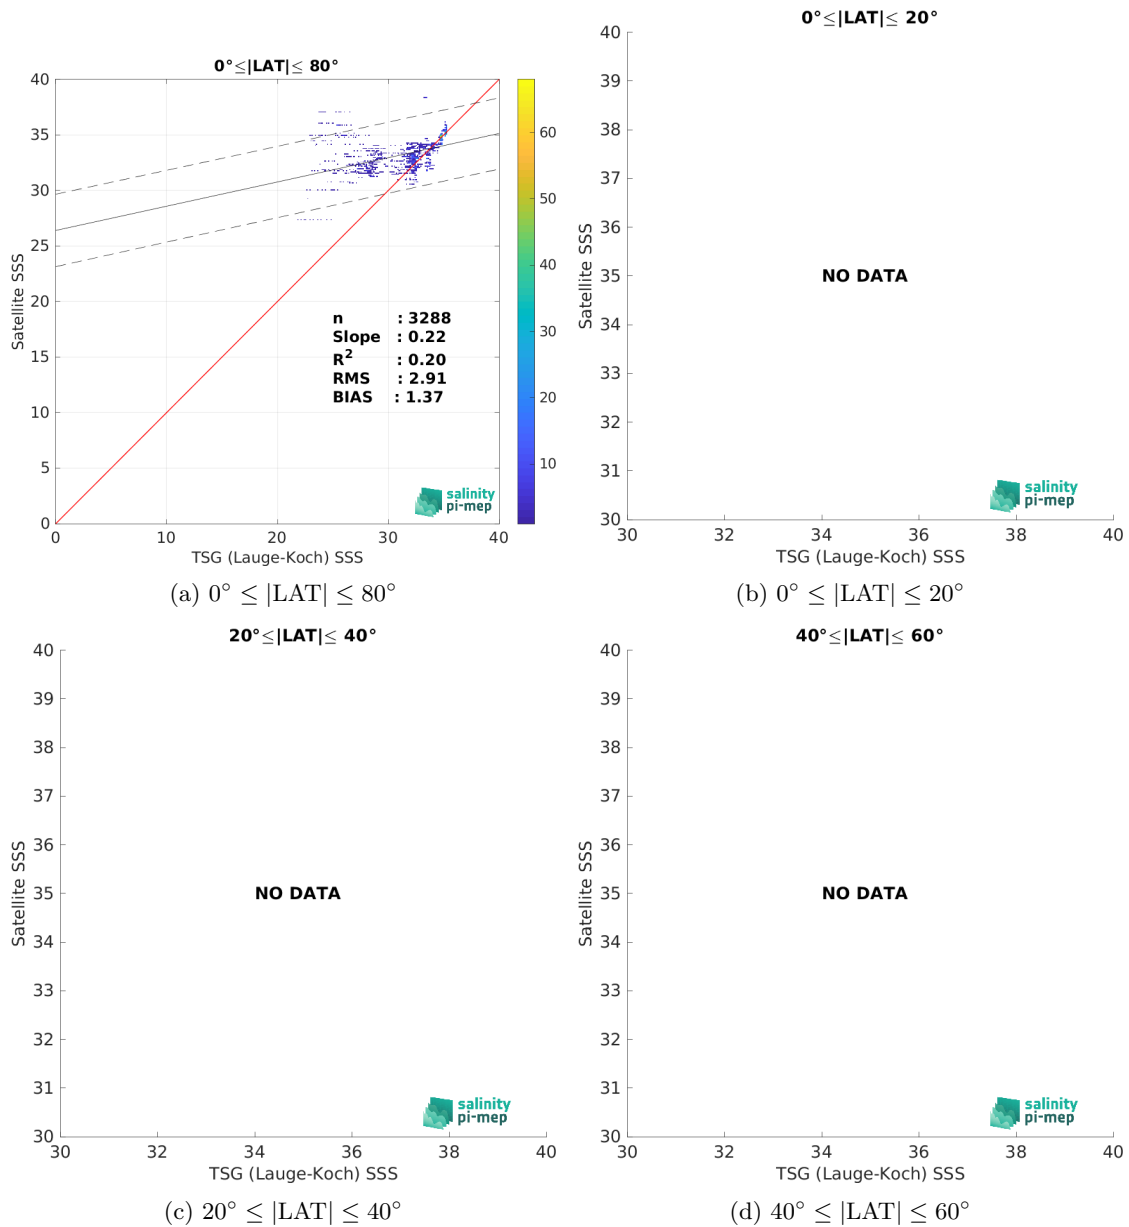 0°≤|LAT|≤ 80°
40
35
30
25
20
15
10
5
0
0
10
20
30
40
60
50
40
30
20
10
Satellite SSS
TSG (Lauge-Koch) SSS
n : 3288
Slope : 0.22
R² : 0.20
RMS : 2.91
BIAS : 1.37
salinity
pi-mep
(a) 0° ≤ |LAT| ≤ 80°
0°≤|LAT|≤ 20°
40
39
38
37
36
35
34
33
32
31
30
30
32
34
36
38
40
Satellite SSS
TSG (Lauge-Koch) SSS
NO DATA
salinity
pi-mep
(b) 0° ≤ |LAT| ≤ 20°
20°≤|LAT|≤ 40°
40
39
38
37
36
35
34
33
32
31
30
30
32
34
36
38
40
Satellite SSS
TSG (Lauge-Koch) SSS
NO DATA
salinity
pi-mep
(c) 20° ≤ |LAT| ≤ 40°
40°≤|LAT|≤ 60°
40
39
38
37
36
35
34
33
32
31
30
30
32
34
36
38
40
Satellite SSS
TSG (Lauge-Koch) SSS
NO DATA
salinity
pi-mep
(d) 40° ≤ |LAT| ≤ 60°